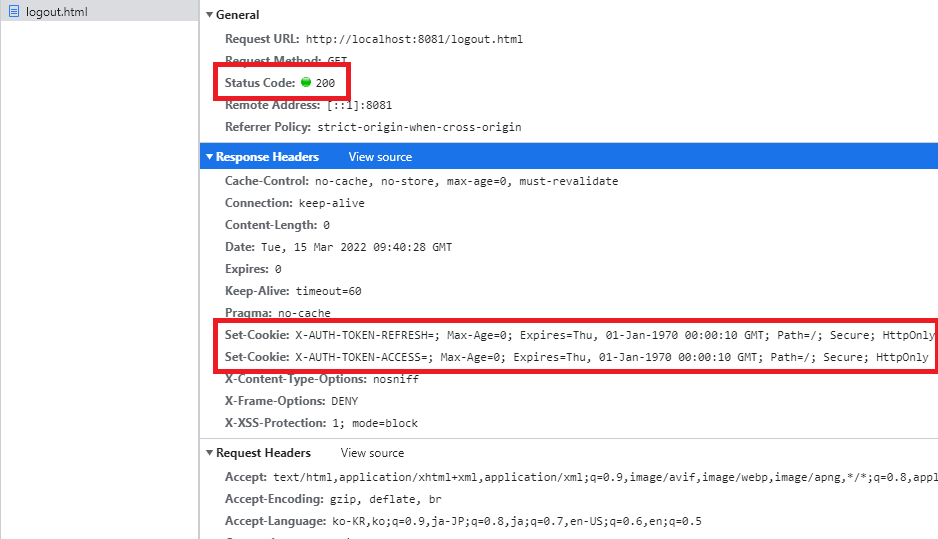 logout.html
General
Request URL: http://localhost:8081/logout.html
Request Method: GET
Status Code: 200
Remote Address: [::1]:8081
Referrer Policy: strict-origin-when-cross-origin
Response Headers View source
Cache-Control: no-cache, no-store, max-age=0, must-revalidate
Connection: keep-alive
Content-Length: 0
Date: Tue, 15 Mar 2022 09:40:28 GMT
Expires: 0
Keep-Alive: timeout=60
Pragma: no-cache
Set-Cookie: X-AUTH-TOKEN-REFRESH=; Max-Age=0; Expires=Thu, 01-Jan-1970 00:00:10 GMT; Path=/; Secure; HttpOnly
Set-Cookie: X-AUTH-TOKEN-ACCESS=; Max-Age=0; Expires=Thu, 01-Jan-1970 00:00:10 GMT; Path=/; Secure; HttpOnly
X-Content-Type-Options: nosniff
X-Frame-Options: DENY
X-XSS-Protection: 1; mode=block
Request Headers View source
Accept: text/html,application/xhtml+xml,application/xml;q=0.9,image/avif,image/webp,image/apng,*/*;q=0.8,appl
Accept-Encoding: gzip, deflate, br
Accept-Language: ko-KR,ko;q=0.9,ja-JP;q=0.8,ja;q=0.7,en-US;q=0.6,en;q=0.5